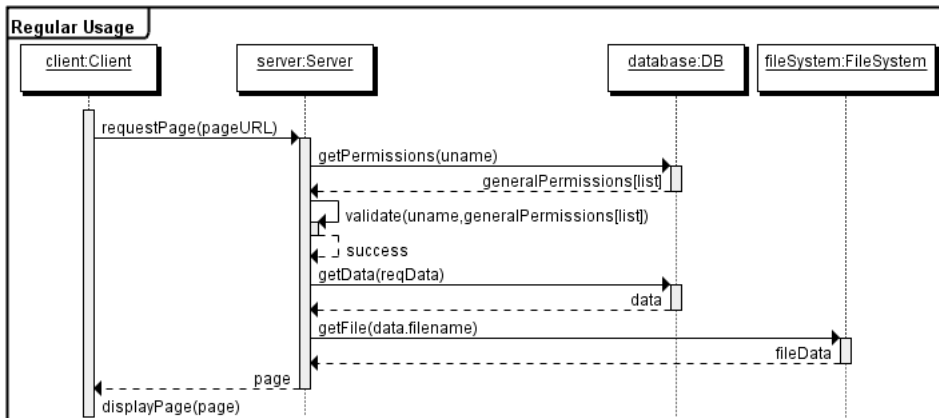 Regular Usage
client:Client
server:Server
database:DB
fileSystem:FileSystem
requestPage(pageURL)
getPermissions(uname)
generalPermissions[list]
validate(uname,generalPermissions[list])
success
getData(reqData)
data
getFile(data.filename)
fileData
page
displayPage(page)